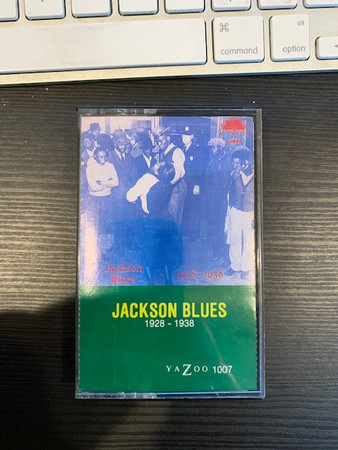 ⌘
command
alt
option
Jackson
Blues
1928 - 1938
JACKSON BLUES
1928 - 1938
YAZOO 1007